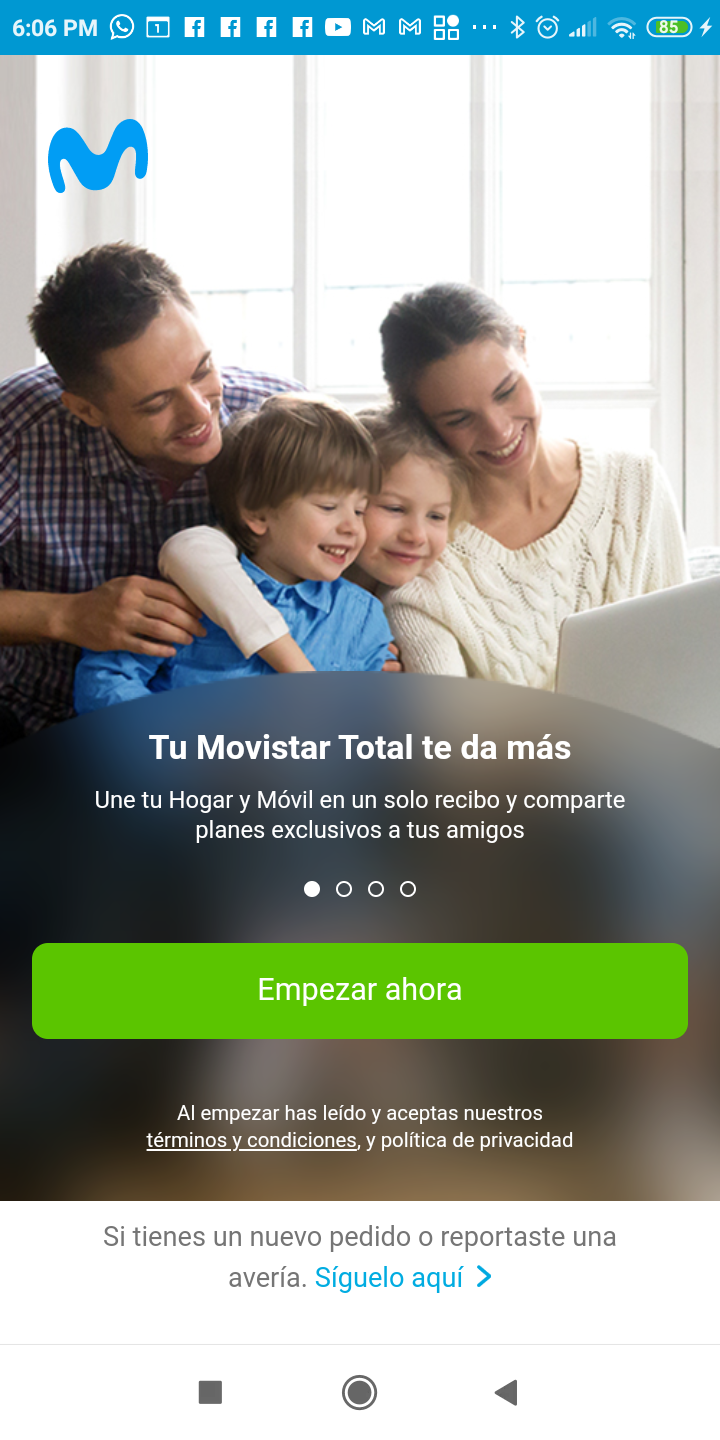 6:06 PM 1 85
Tu Movistar Total te da más
Une tu Hogar y Móvil en un solo recibo y comparte
planes exclusivos a tus amigos
Empezar ahora
Al empezar has leído y aceptas nuestros
términos y condiciones, y política de privacidad
Si tienes un nuevo pedido o reportaste una
avería. Síguelo aquí